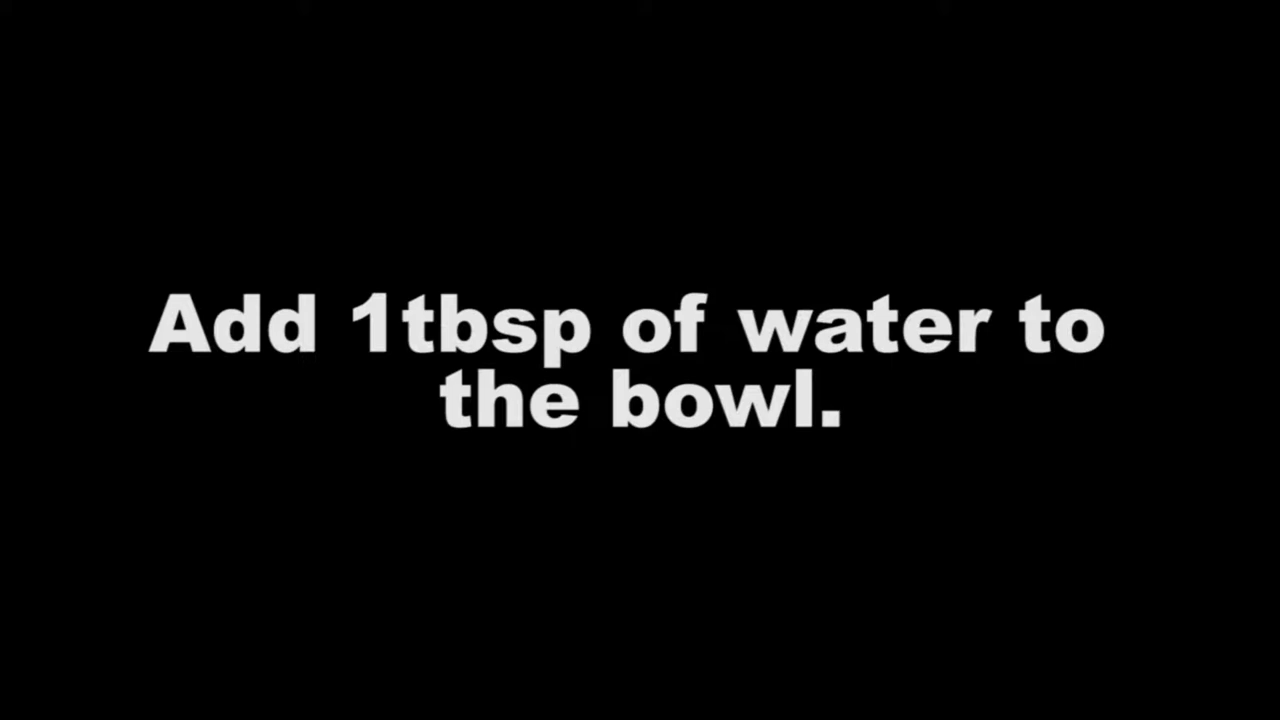 Add 1tbsp of water to
the bowl.